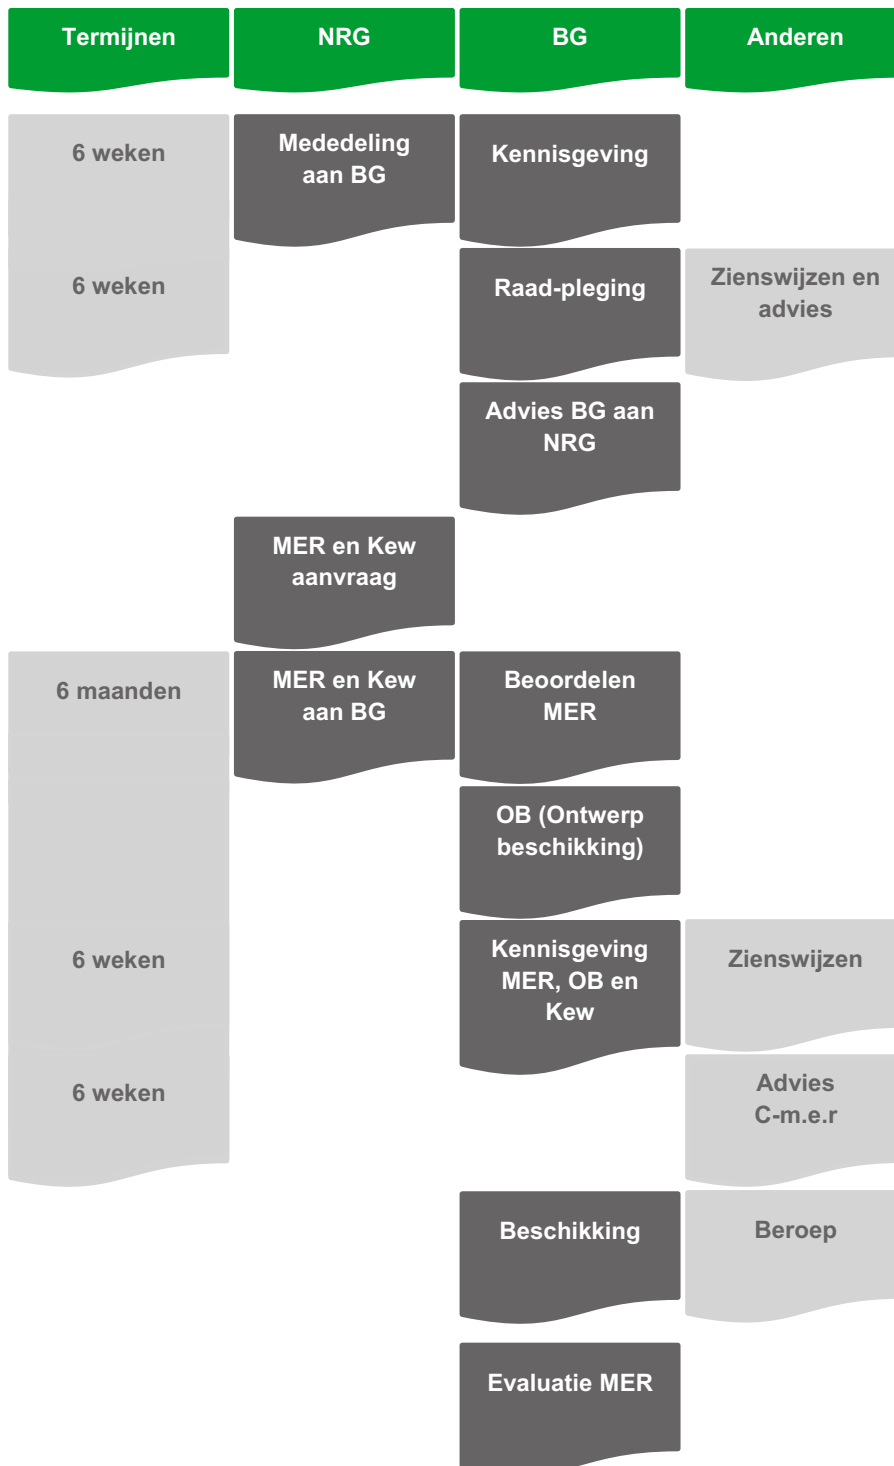 Termijnen
NRG
BG
Anderen
6 weken
Mededeling
aan BG
Kennisgeving
6 weken
Raad-pleging
Zienswijzen en
advies
Advies BG aan
NRG
MER en Kew
aanvraag
6 maanden
MER en Kew
aan BG
Beoordelen
MER
OB (Ontwerp
beschikking)
6 weken
Kennisgeving
MER, OB en
Kew
Zienswijzen
6 weken
Advies
C-m.e.r
Beschikking
Beroep
Evaluatie MER